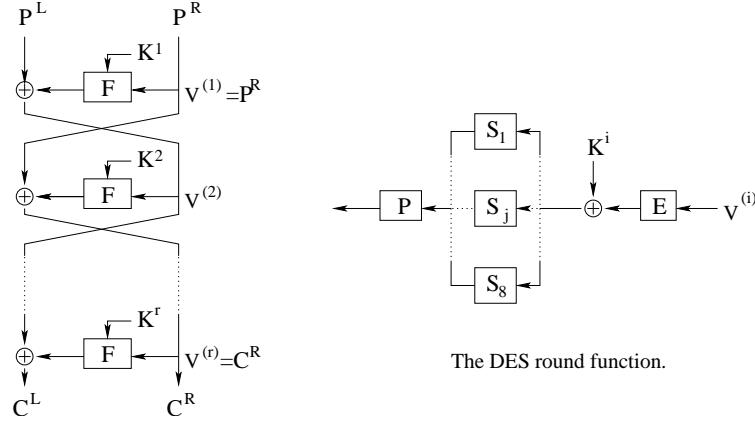 P^L P^R
K^1
F
V^(1)=P^R
K^2
F
V^(2)
K^r
F
V^(r)=C^R
C^L C^R
S_1
K^i
P S_j E V^(i)
S_8
The DES round function.